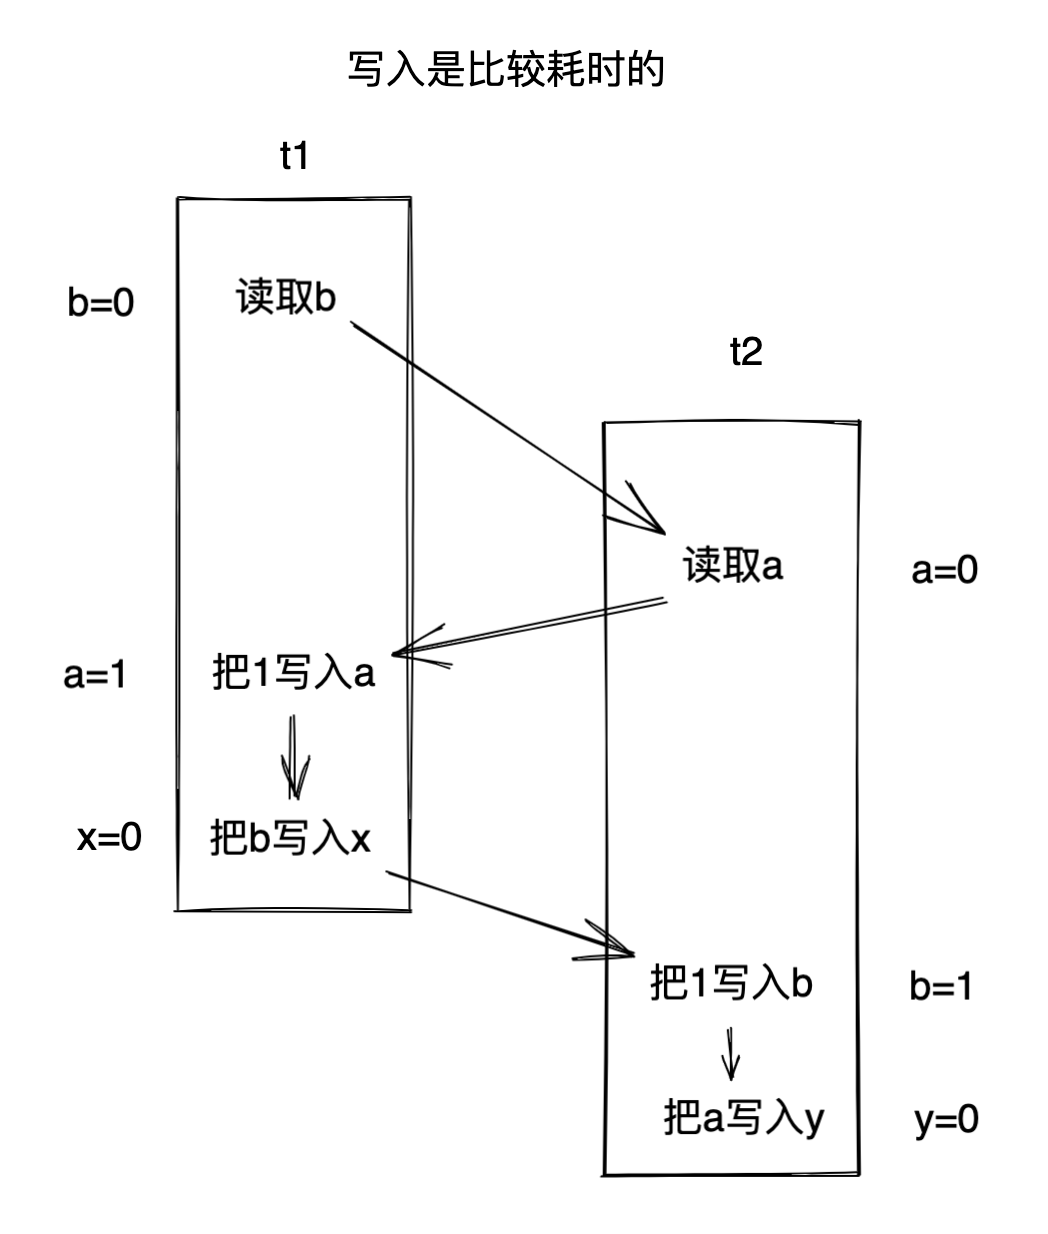 写入是比较耗时的
t1
b=0
读取b
t2
读取a
a=0
a=1
把1写入a
x=0
把b写入x
把1写入b
b=1
把a写入y
y=0